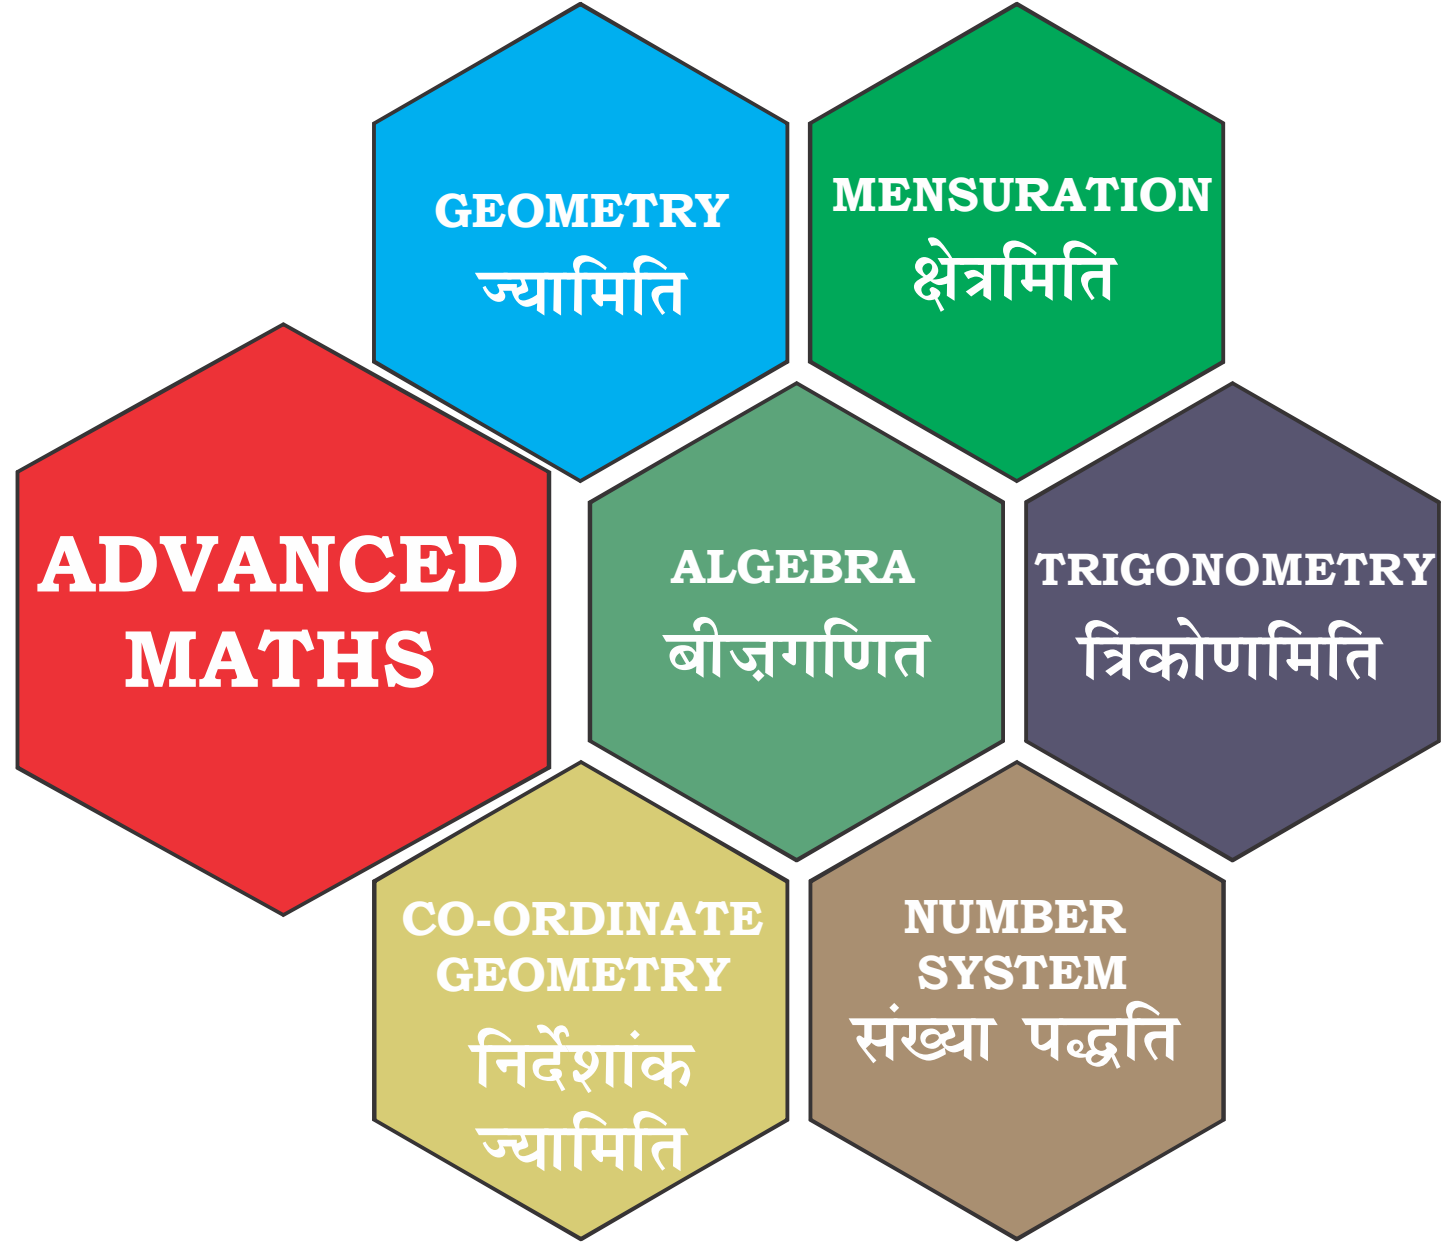 GEOMETRY
ज्यामिति
MENSURATION
क्षेत्रमिति
ADVANCED
MATHS
ALGEBRA
बीज़गणित
TRIGONOMETRY
त्रिकोणमिति
CO-ORDINATE
GEOMETRY
निर्देशांक
ज्यामिति
NUMBER
SYSTEM
संख्या पद्धति